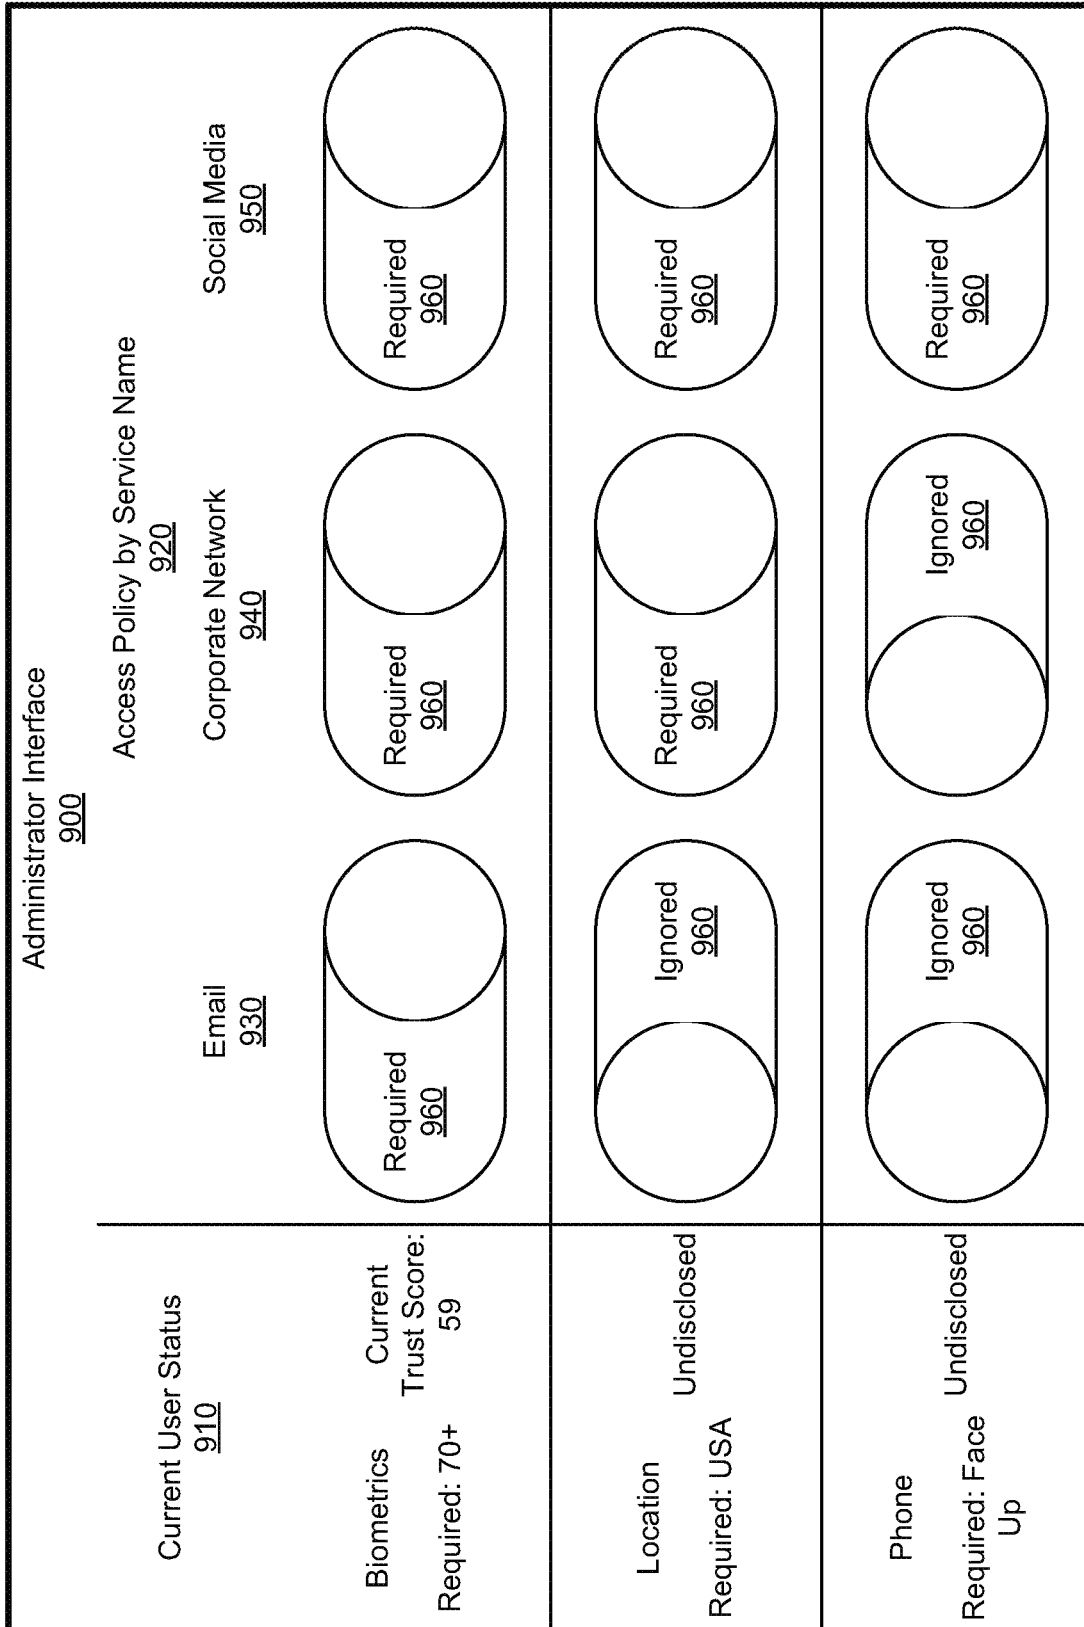 Administrator Interface
900
Current User Status
910
Access Policy by Service Name
920
Email
930
Corporate Network
940
Social Media
950
Biometrics
Required: 70+
Current
Trust Score:
59
Required
960
Required
960
Required
960
Location
Required: USA
Undisclosed
Ignored
960
Required
960
Required
960
Phone
Required: Face
Up
Undisclosed
Ignored
960
Ignored
960
Required
960